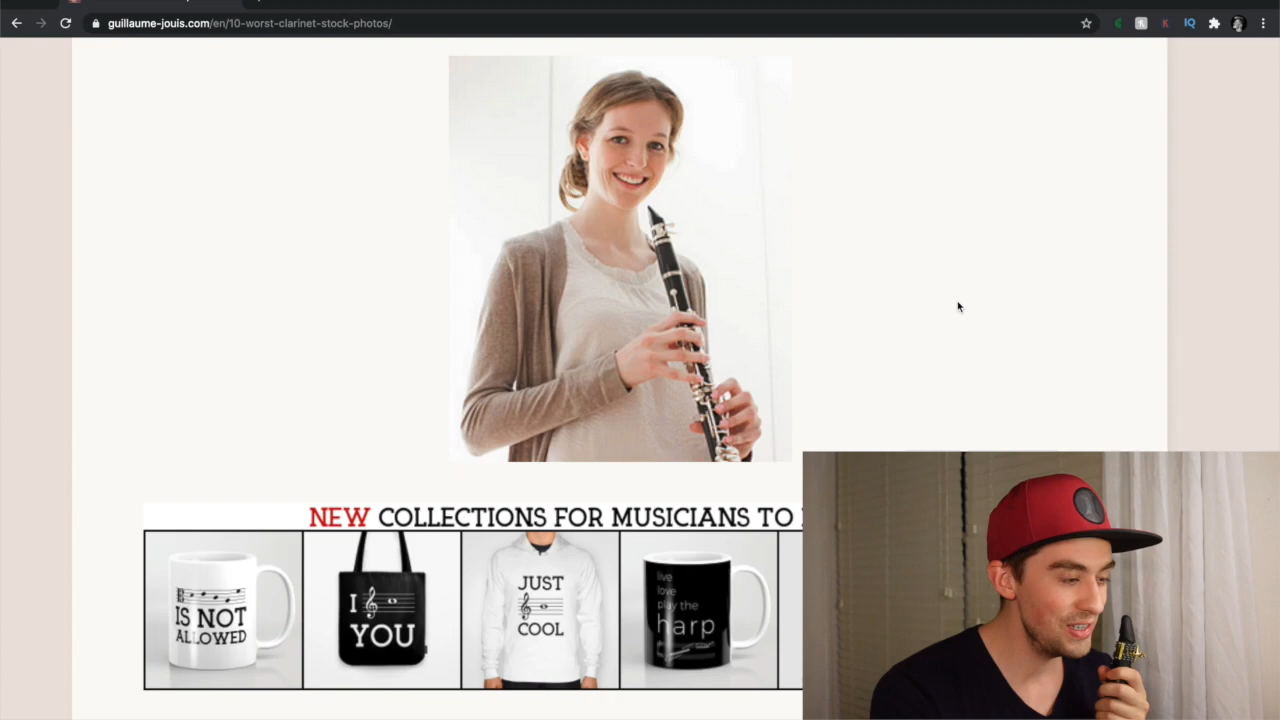 guillaume-jouis.com/en/10-worst-clarinet-stock-photos/
IQ
NEW COLLECTIONS FOR MUSICIANS TO
IS NOT
ALLOWED
I
YOU
JUST
COOL
live
love
play the
harp